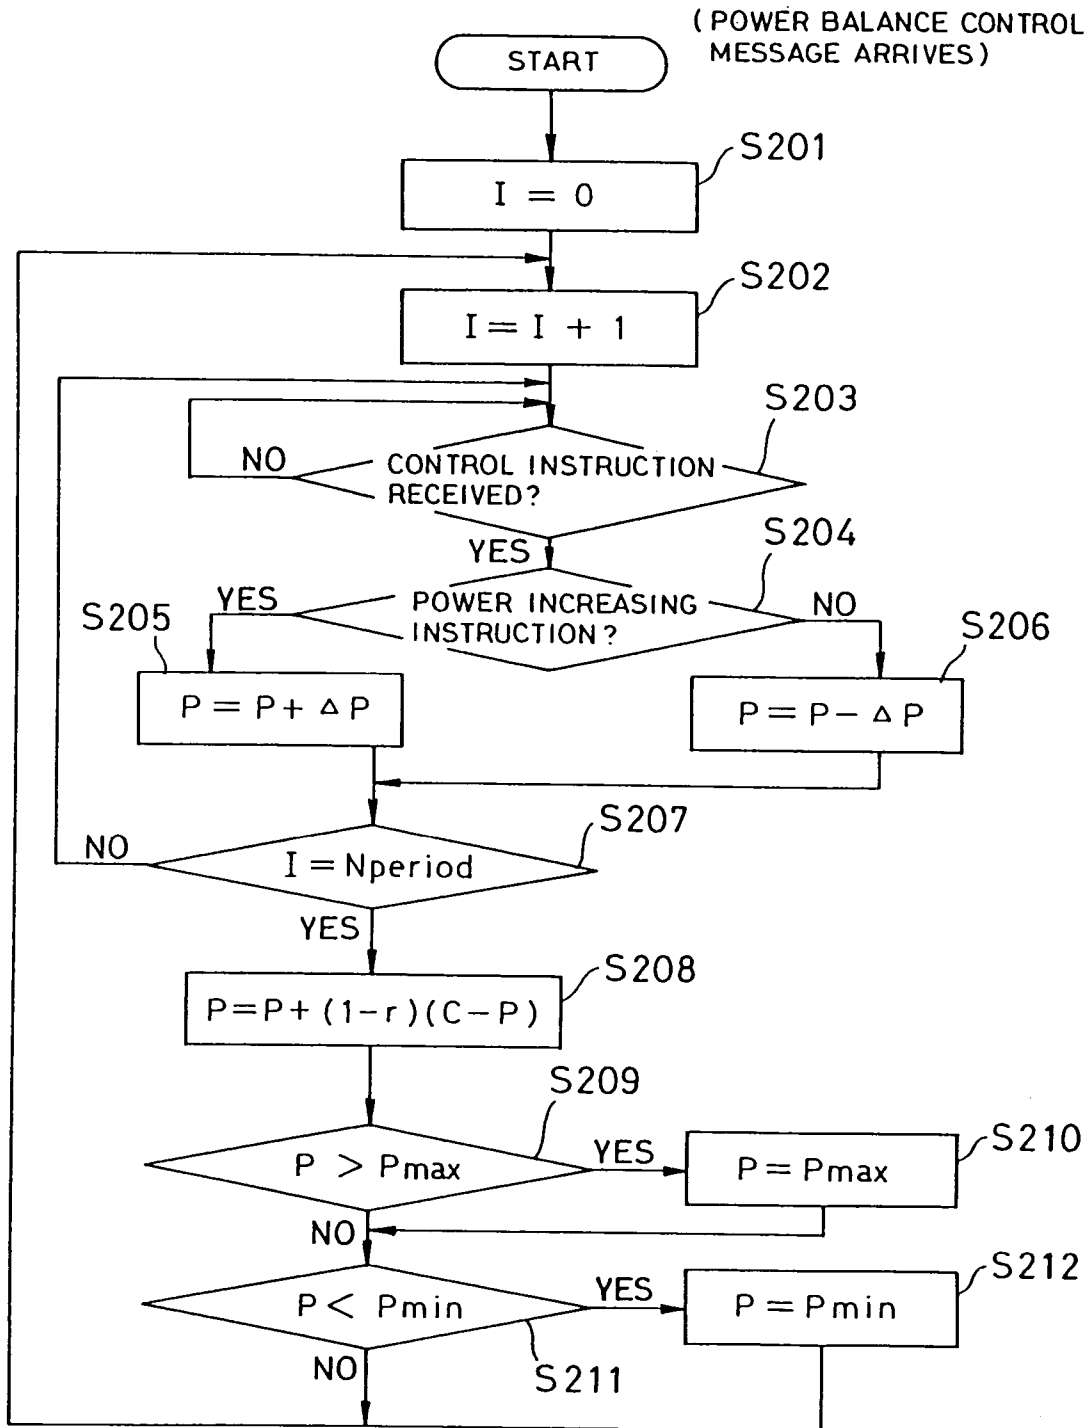 (POWER BALANCE CONTROL
MESSAGE ARRIVES)
START
S201
I = 0
S202
I = I + 1
S203
NO
CONTROL INSTRUCTION
RECEIVED?
YES
S204
YES
POWER INCREASING
INSTRUCTION?
NO
S205
S206
P = P + △ P
P = P − △ P
S207
NO
I = Nperiod
YES
S208
P = P + (1-r)(C-P)
S209
P > Pmax
YES
S210
P = Pmax
NO
S212
P < Pmin
YES
P = Pmin
NO
S211